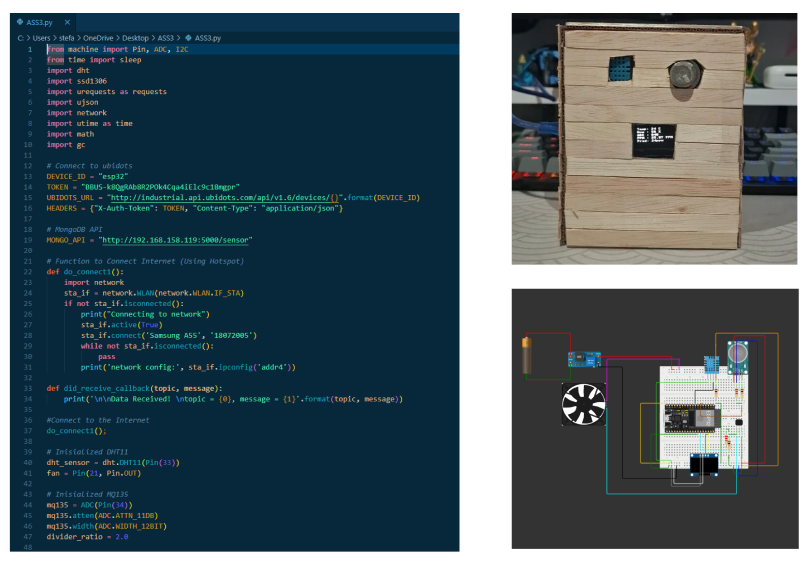 ASS3.py ×
C: > Users > stefa > OneDrive > Desktop > ASS3 > ASS3.py
1 from machine import Pin, ADC, I2C
2 from time import sleep
3 import dht
4 import ssd1306
5 import urequests as requests
6 import ujson
7 import network
8 import utime as time
9 import math
10 import gc
11
12 # Connect to ubidots
13 DEVICE_ID = "esp32"
14 TOKEN = "BBUS-k8QgRAb8R2POk4Cqa4iElc9c18mgpr"
15 UBIDOTS_URL = "http://industrial.api.ubidots.com/api/v1.6/devices/{}".format(DEVICE_ID)
16 HEADERS = {"X-Auth-Token": TOKEN, "Content-Type": "application/json"}
17
18 # MongoDB API
19 MONGO_API = "http://192.168.158.119:5000/sensor"
20
21 # Function to Connect Internet (Using Hotspot)
22 def do_connect1():
23 import network
24 sta_if = network.WLAN(network.WLAN.IF_STA)
25 if not sta_if.isconnected():
26 print("Connecting to network")
27 sta_if.active(True)
28 sta_if.connect('Samsung A55', '18072005')
29 while not sta_if.isconnected():
30 pass
31 print('network config:', sta_if.ipconfig('addr4'))
32
33 def did_receive_callback(topic, message):
34 print('\n\nData Received! \ntopic = {0}, message = {1}'.format(topic, message))
35
36 #Connect to the Internet
37 do_connect1();
38
39 # Inisialized DHT11
40 dht_sensor = dht.DHT11(Pin(33))
41 fan = Pin(21, Pin.OUT)
42
43 # Inisialized MQ135
44 mq135 = ADC(Pin(34))
45 mq135.atten(ADC.ATTN_11DB)
46 mq135.width(ADC.WIDTH_12BIT)
47 divider_ratio = 2.0
48